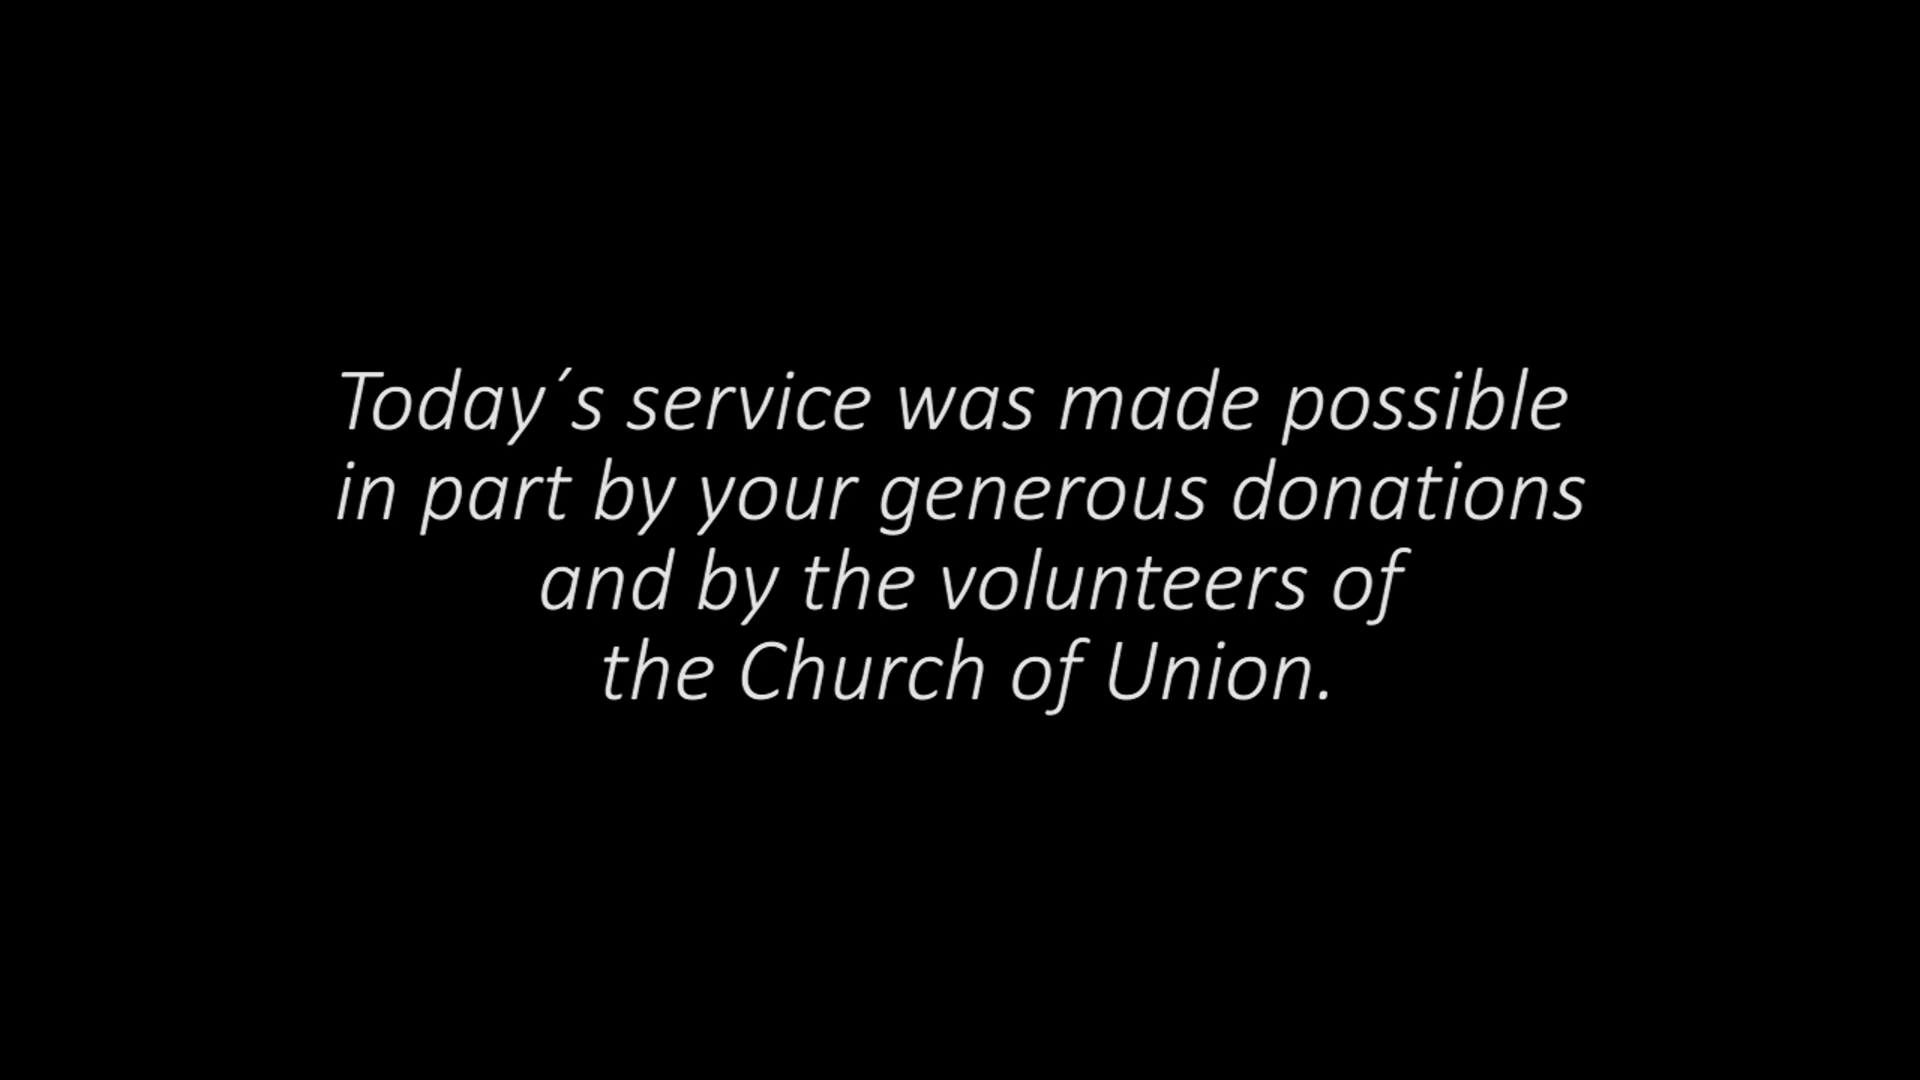 Today´s service was made possible
in part by your generous donations
and by the volunteers of
the Church of Union.